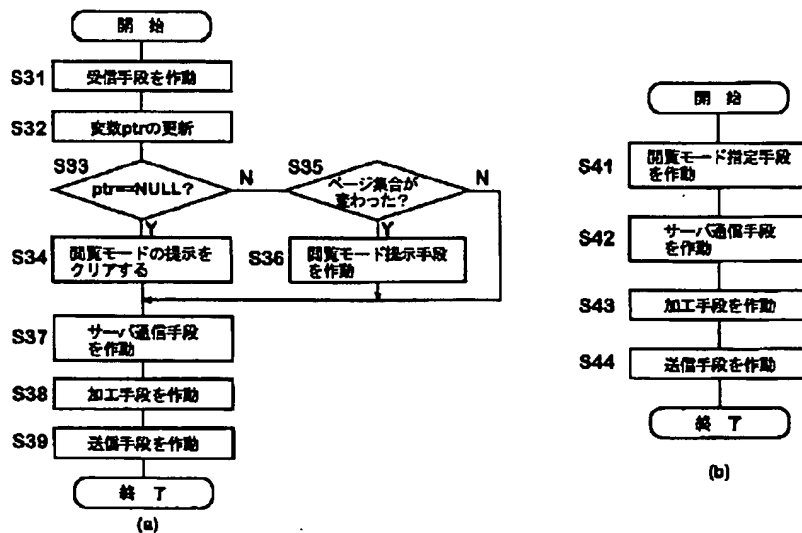 開 始
S31
受信手段を作動
S32
変数ptrの更新
S33
ptr==NULL?
N
Y
S35
ページ集合が
変わった?
N
Y
S34
閲覧モードの提示を
クリアする
S36
閲覧モード提示手段
を作動
S37
サーバ通信手段
を作動
S38
加工手段を作動
S39
送信手段を作動
終 了
(a)
開 始
S41
閲覧モード指定手段
を作動
S42
サーバ通信手段
を作動
S43
加工手段を作動
S44
送信手段を作動
終 了
(b)